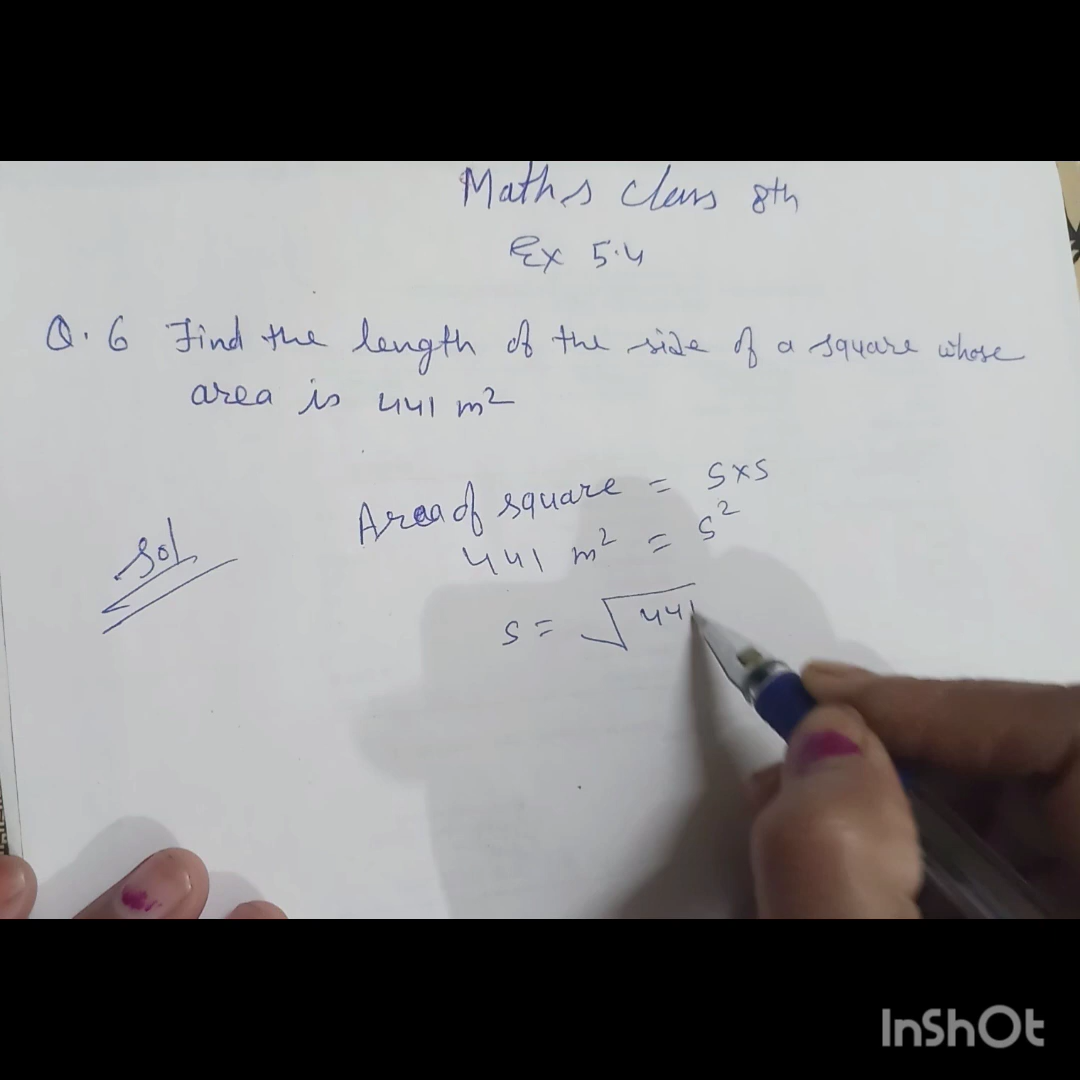 Maths Class 8th
Ex 5.4
Q.6 Find the length of the side of a square whose
area is 441 m²
Sol
Area of square = S×S
441 m² = S²
S = √441
InShOt